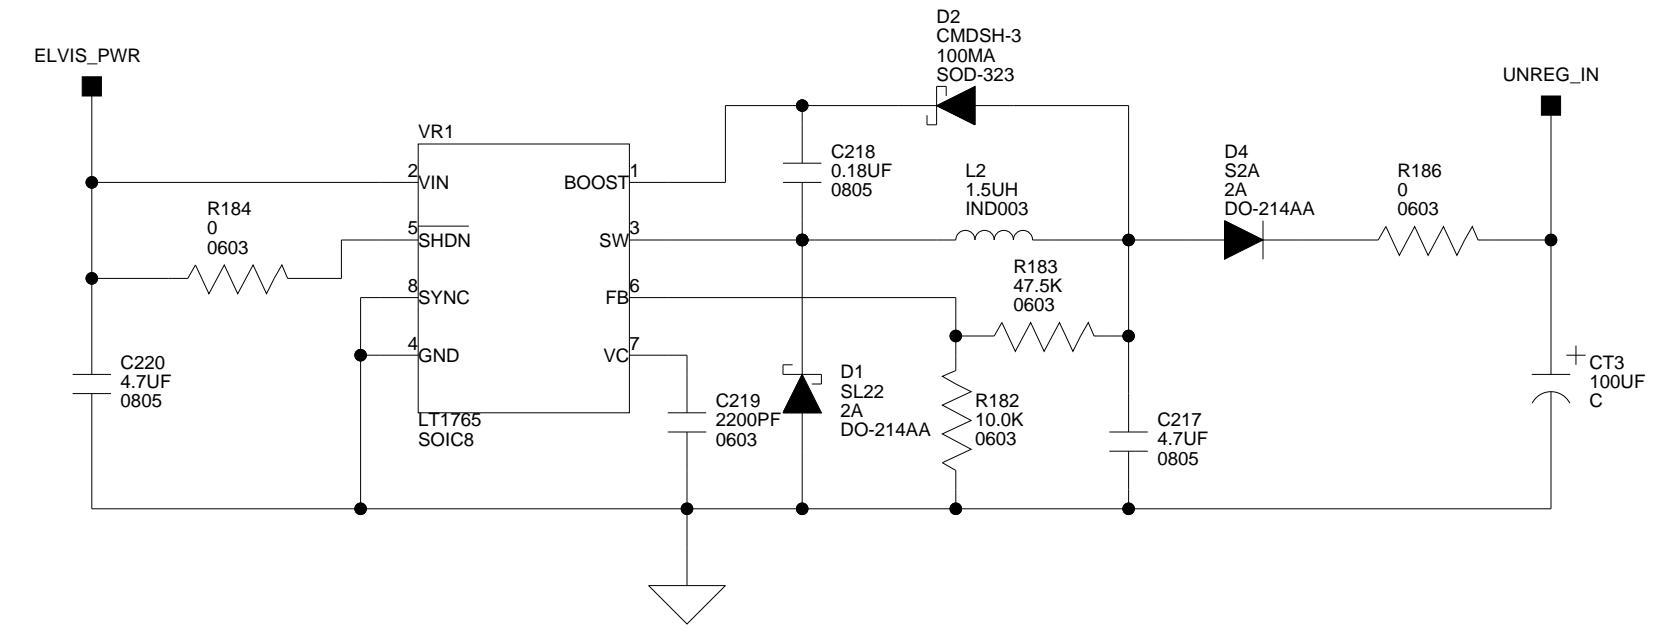 D2
CMDSH-3
100MA
SOD-323
ELVIS_PWR
UNREG_IN
VR1
2
VIN
BOOST
1
C218
0.18UF
0805
L2
1.5UH
IND003
D4
S2A
2A
DO-214AA
R186
0
0603
R184
0
0603
5
SHDN
SW
3
8
SYNC
FB
6
R183
47.5K
0603
4
GND
VC
7
C220
4.7UF
0805
LT1765
SOIC8
C219
2200PF
0603
D1
SL22
2A
DO-214AA
R182
10.0K
0603
C217
4.7UF
0805
+
CT3
100UF
C